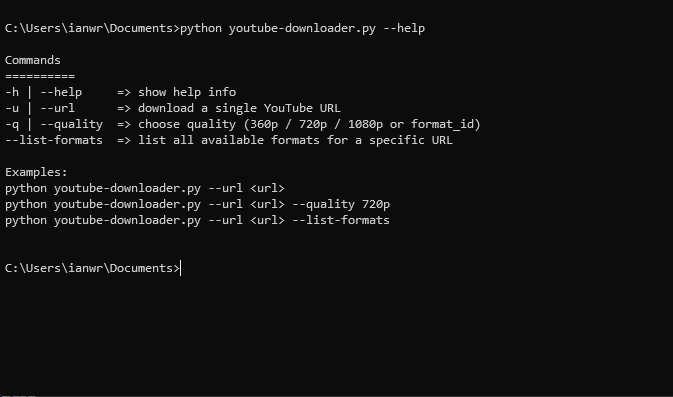 C:\Users\ianwr\Documents>python youtube-downloader.py --help
Commands
==========
-h | --help     => show help info
-u | --url      => download a single YouTube URL
-q | --quality  => choose quality (360p / 720p / 1080p or format_id)
--list-formats  => list all available formats for a specific URL
Examples:
python youtube-downloader.py --url <url>
python youtube-downloader.py --url <url> --quality 720p
python youtube-downloader.py --url <url> --list-formats
C:\Users\ianwr\Documents>